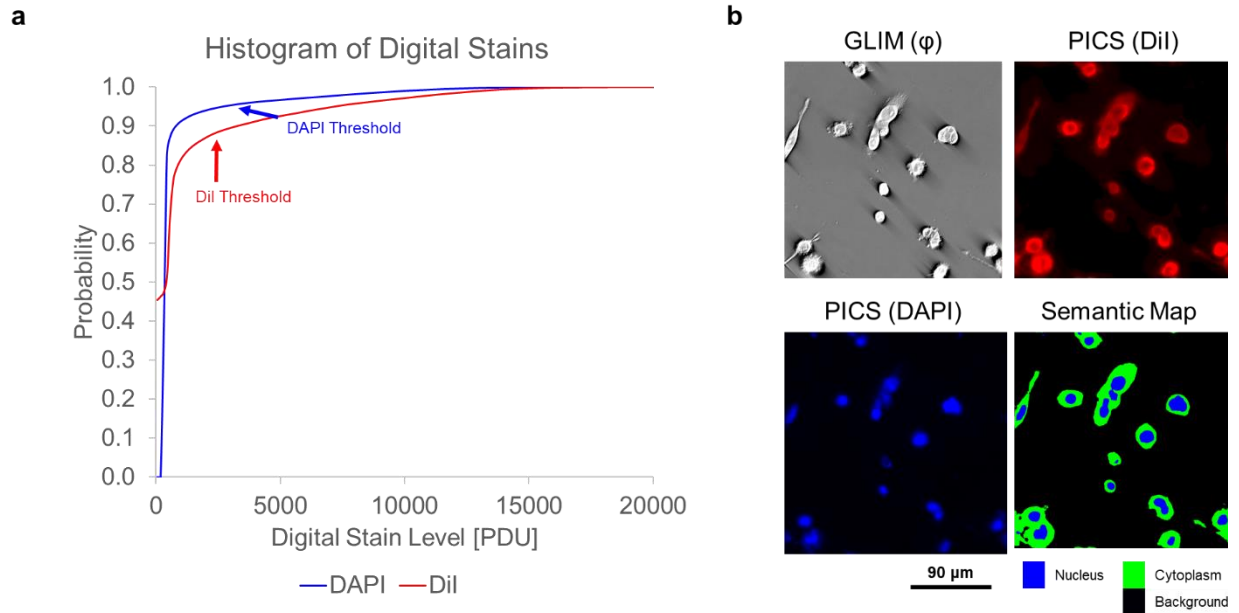 a
Histogram of Digital Stains
1.0
0.9
0.8
0.7
0.6
0.5
0.4
0.3
0.2
0.1
0.0
Probability
DAPI Threshold
DiI Threshold
0 5000 10000 15000 20000
Digital Stain Level [PDU]
DAPI DiI
b
GLIM (φ) PICS (DiI)
PICS (DAPI) Semantic Map
90 µm
Nucleus Cytoplasm
Background